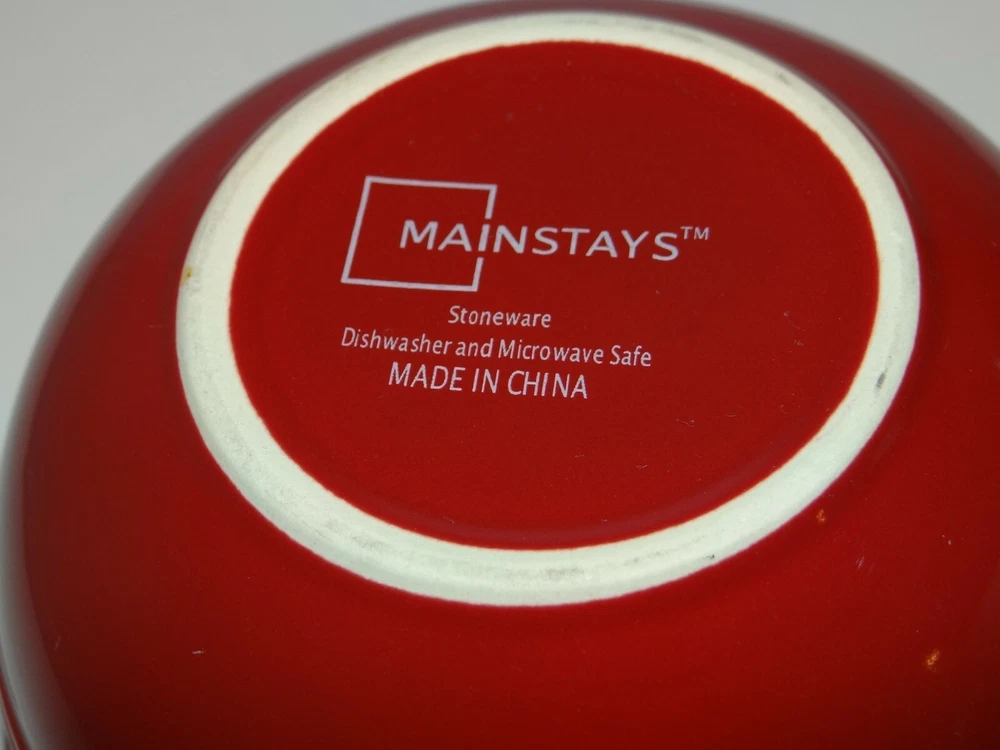 MAINSTAYS™
Stoneware
Dishwasher and Microwave Safe
MADE IN CHINA